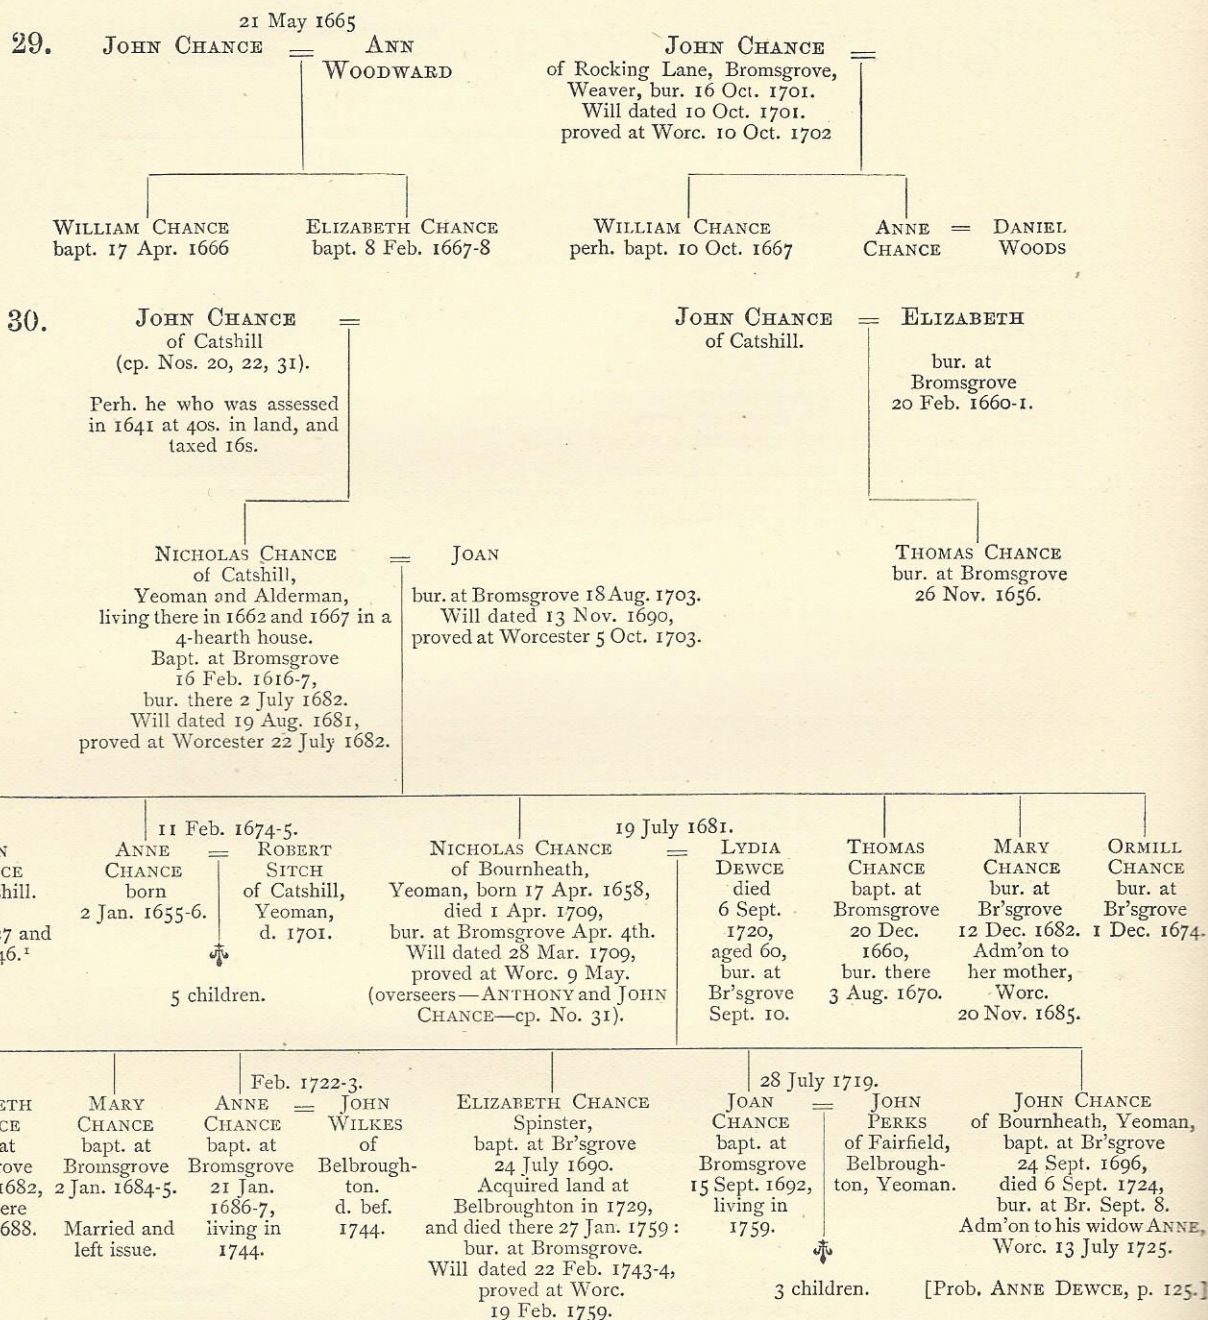 29.
21 May 1665
JOHN CHANCE = ANN
WOODWARD
JOHN CHANCE =
of Rocking Lane, Bromsgrove,
Weaver, bur. 16 Oct. 1701.
Will dated 10 Oct. 1701.
proved at Worc. 10 Oct. 1702
WILLIAM CHANCE
bapt. 17 Apr. 1666
ELIZABETH CHANCE
bapt. 8 Feb. 1667-8
WILLIAM CHANCE
perh. bapt. 10 Oct. 1667
ANNE
CHANCE
=
DANIEL
WOODS
30.
JOHN CHANCE =
of Catshill
(cp. Nos. 20, 22, 31).
Perh. he who was assessed
in 1641 at 40s. in land, and
taxed 16s.
JOHN CHANCE =
of Catshill.
ELIZABETH
bur. at
Bromsgrove
20 Feb. 1660-1.
NICHOLAS CHANCE =
of Catshill,
Yeoman and Alderman,
living there in 1662 and 1667 in a
4-hearth house.
Bapt. at Bromsgrove
16 Feb. 1616-7,
bur. there 2 July 1682.
Will dated 19 Aug. 1681,
proved at Worcester 22 July 1682.
JOAN
bur. at Bromsgrove 18 Aug. 1703.
Will dated 13 Nov. 1690,
proved at Worcester 5 Oct. 1703.
THOMAS CHANCE
bur. at Bromsgrove
26 Nov. 1656.
N
CE
hill.
7 and
46.¹
11 Feb. 1674-5.
ANNE
CHANCE
born
2 Jan. 1655-6.
=
ROBERT
SITCH
of Catshill,
Yeoman,
d. 1701.
5 children.
19 July 1681.
NICHOLAS CHANCE =
of Bournheath,
Yeoman, born 17 Apr. 1658,
died 1 Apr. 1709,
bur. at Bromsgrove Apr. 4th.
Will dated 28 Mar. 1709,
proved at Worc. 9 May.
(overseers—ANTHONY and JOHN
CHANCE—cp. No. 31).
LYDIA
DEWCE
died
6 Sept.
1720,
aged 60,
bur. at
Br'sgrove
Sept. 10.
THOMAS
CHANCE
bapt. at
Bromsgrove
20 Dec.
1660,
bur. there
3 Aug. 1670.
MARY
CHANCE
bur. at
Br'sgrove
12 Dec. 1682.
Adm'on to
her mother,
Worc.
20 Nov. 1685.
ORMILL
CHANCE
bur. at
Br'sgrove
1 Dec. 1674.
ETH
CE
at
rove
1682,
ere
688.
MARY
CHANCE
bapt. at
Bromsgrove
2 Jan. 1684-5.
Married and
left issue.
Feb. 1722-3.
ANNE
CHANCE
bapt. at
Bromsgrove
21 Jan.
1686-7,
living in
1744.
=
JOHN
WILKES
of
Belbrough-
ton.
d. bef.
1744.
ELIZABETH CHANCE
Spinster,
bapt. at Br'sgrove
24 July 1690.
Acquired land at
Belbroughton in 1729,
and died there 27 Jan. 1759 :
bur. at Bromsgrove.
Will dated 22 Feb. 1743-4,
proved at Worc.
19 Feb. 1759.
28 July 1719.
JOAN
CHANCE
bapt. at
Bromsgrove
15 Sept. 1692,
living in
1759.
=
JOHN
PERKS
of Fairfield,
Belbrough-
ton, Yeoman.
3 children.
JOHN CHANCE
of Bournheath, Yeoman,
bapt. at Br'sgrove
24 Sept. 1696,
died 6 Sept. 1724,
bur. at Br. Sept. 8.
Adm'on to his widow ANNE,
Worc. 13 July 1725.
[Prob. ANNE DEWCE, p. 125.]